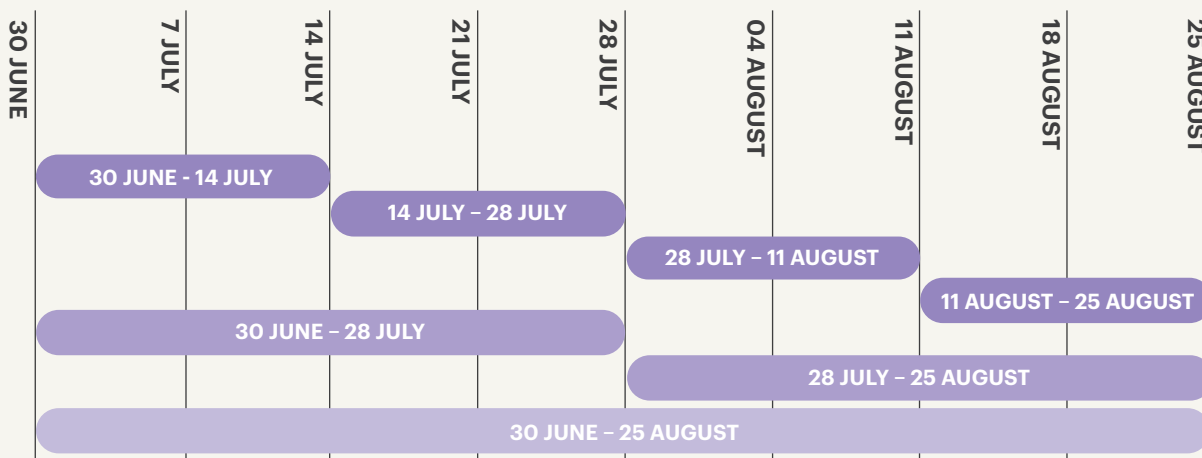 30 JUNE
7 JULY
14 JULY
21 JULY
28 JULY
04 AUGUST
11 AUGUST
18 AUGUST
25 AUGUST
30 JUNE - 14 JULY
14 JULY – 28 JULY
28 JULY – 11 AUGUST
11 AUGUST – 25 AUGUST
30 JUNE – 28 JULY
28 JULY – 25 AUGUST
30 JUNE – 25 AUGUST